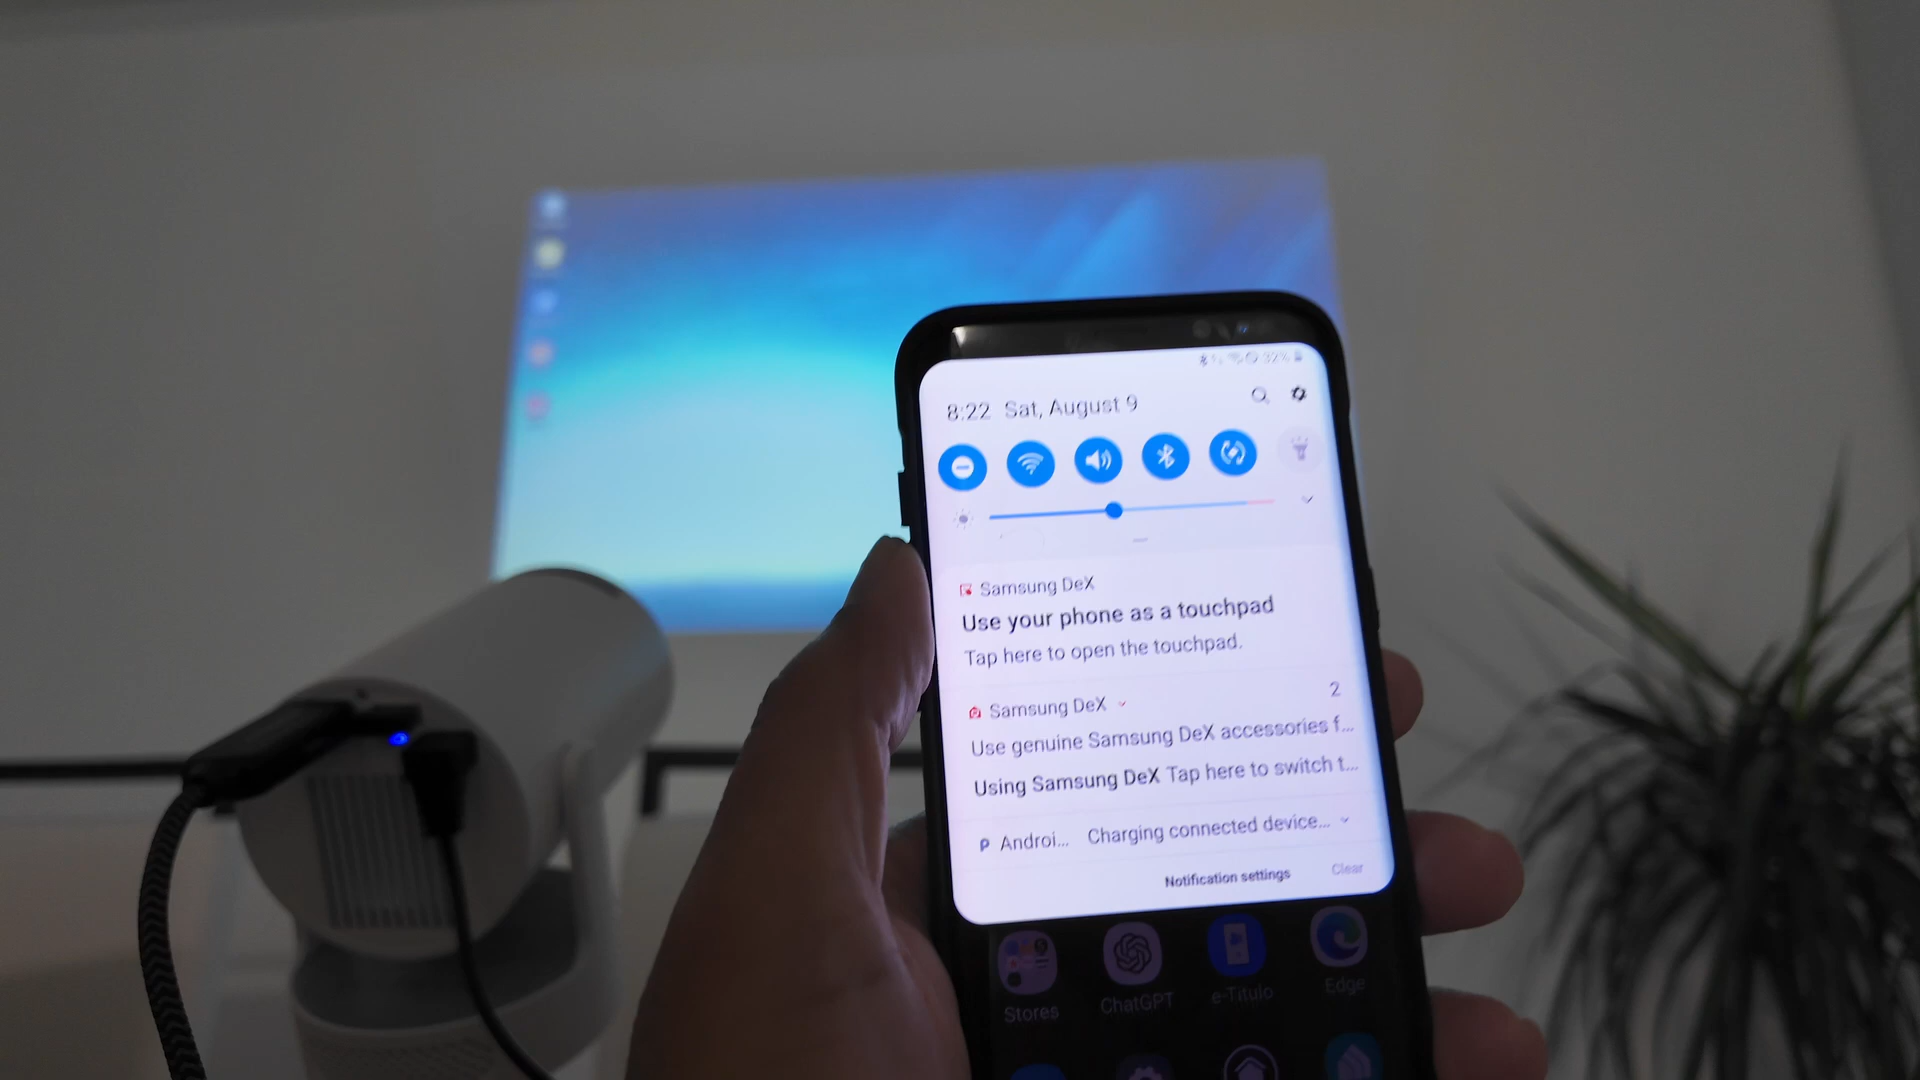 32%
8:22 Sat, August 9
Samsung DeX
Use your phone as a touchpad
Tap here to open the touchpad.
Samsung DeX 2
Use genuine Samsung DeX accessories f...
Using Samsung DeX Tap here to switch t...
Androi... Charging connected device...
Notification settings Clear
Stores ChatGPT e-Título Edge